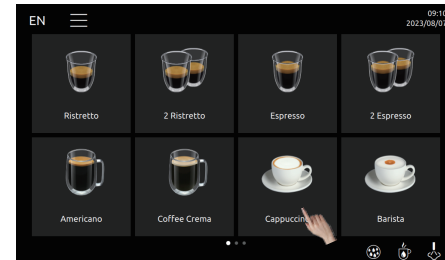 EN
09:10
2023/08/07
Ristretto
2 Ristretto
Espresso
2 Espresso
Americano
Coffee Crema
Cappuccino
Barista